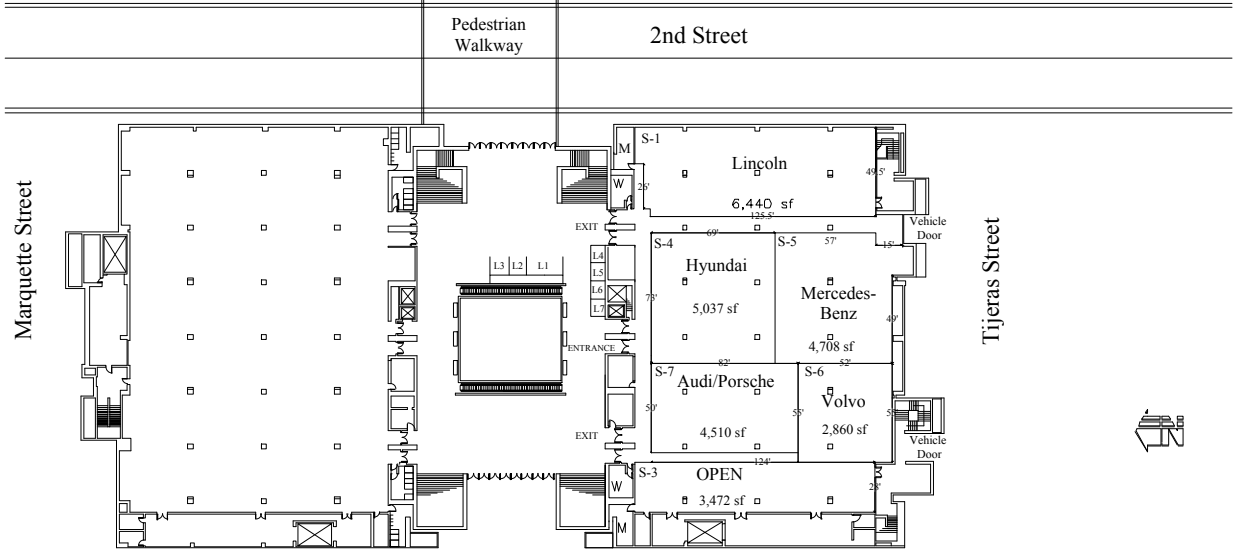 Pedestrian
Walkway
2nd Street
Marquette Street
Tijeras Street
M
S-1
Lincoln
W
26'
49.5'
6,440 sf
125.5'
EXIT
Vehicle
Door
69'
57'
15'
S-4
S-5
L3 L2 L1
L4
L5
L6
L7
Hyundai
Mercedes-
Benz
5,037 sf
73'
49'
4,708 sf
ENTRANCE
82'
52'
S-7
S-6
Audi/Porsche
Volvo
50'
55'
55'
4,510 sf
2,860 sf
EXIT
Vehicle
Door
124'
S-3
OPEN
W
28'
3,472 sf
M
N